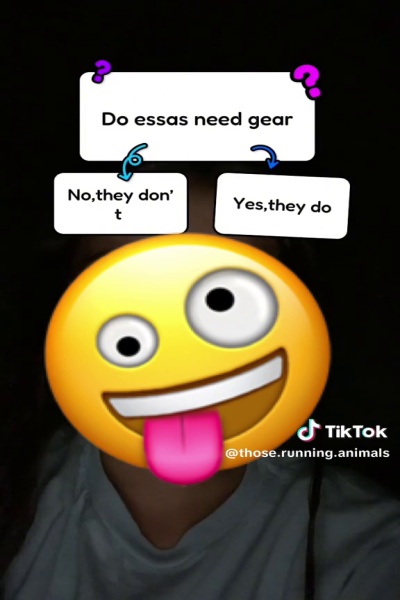 ?
?
Do essas need gear
No,they don'
t
Yes,they do
TikTok
@those.running.animals